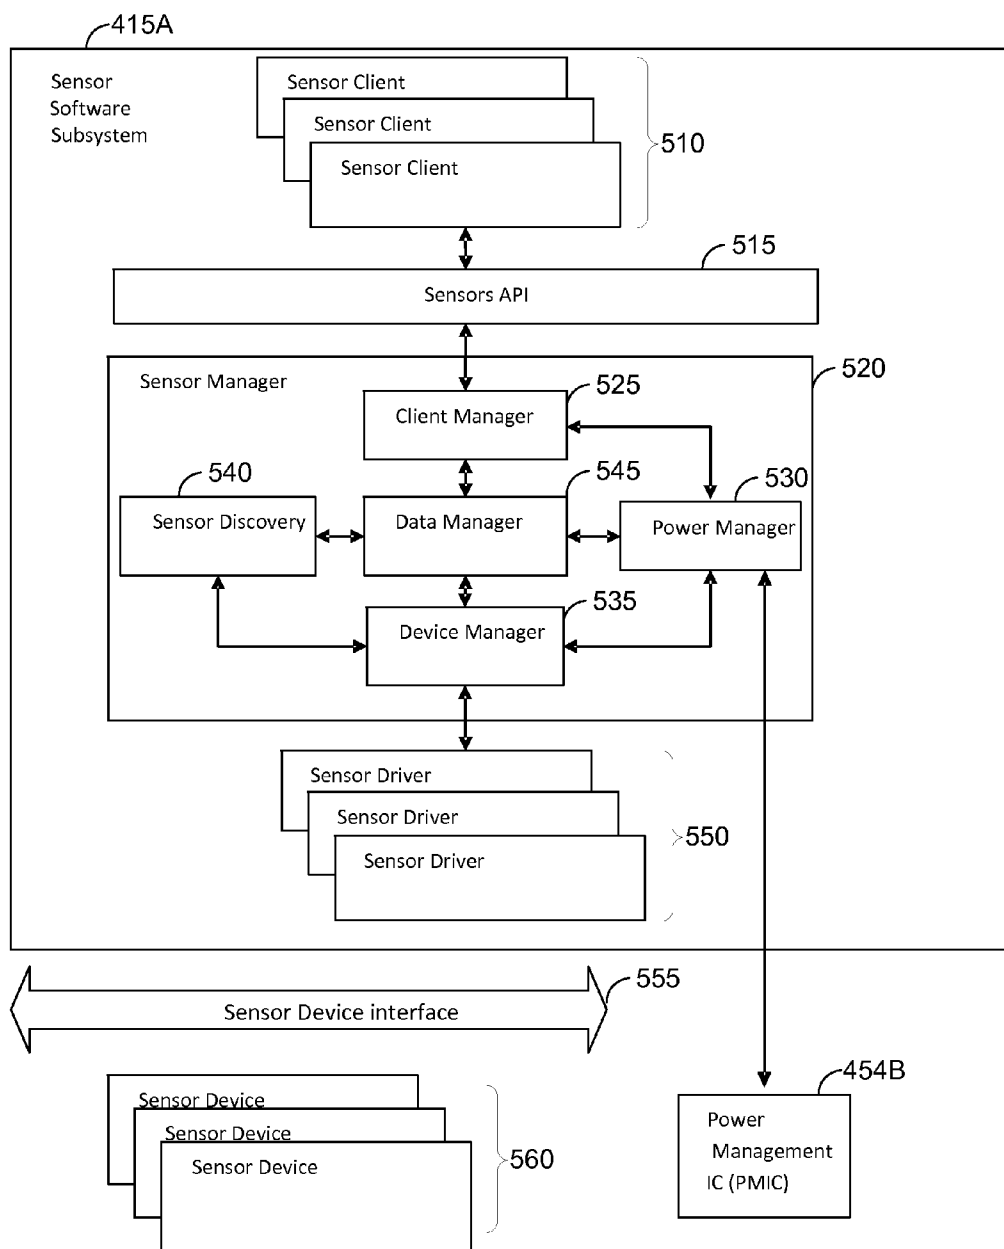 415A
Sensor
Software
Subsystem
Sensor Client
Sensor Client
Sensor Client
510
515
Sensors API
Sensor Manager
520
525
Client Manager
540
545
530
Sensor Discovery
Data Manager
Power Manager
535
Device Manager
Sensor Driver
Sensor Driver
Sensor Driver
550
555
Sensor Device interface
454B
Sensor Device
Sensor Device
Sensor Device
560
Power
Management
IC (PMIC)